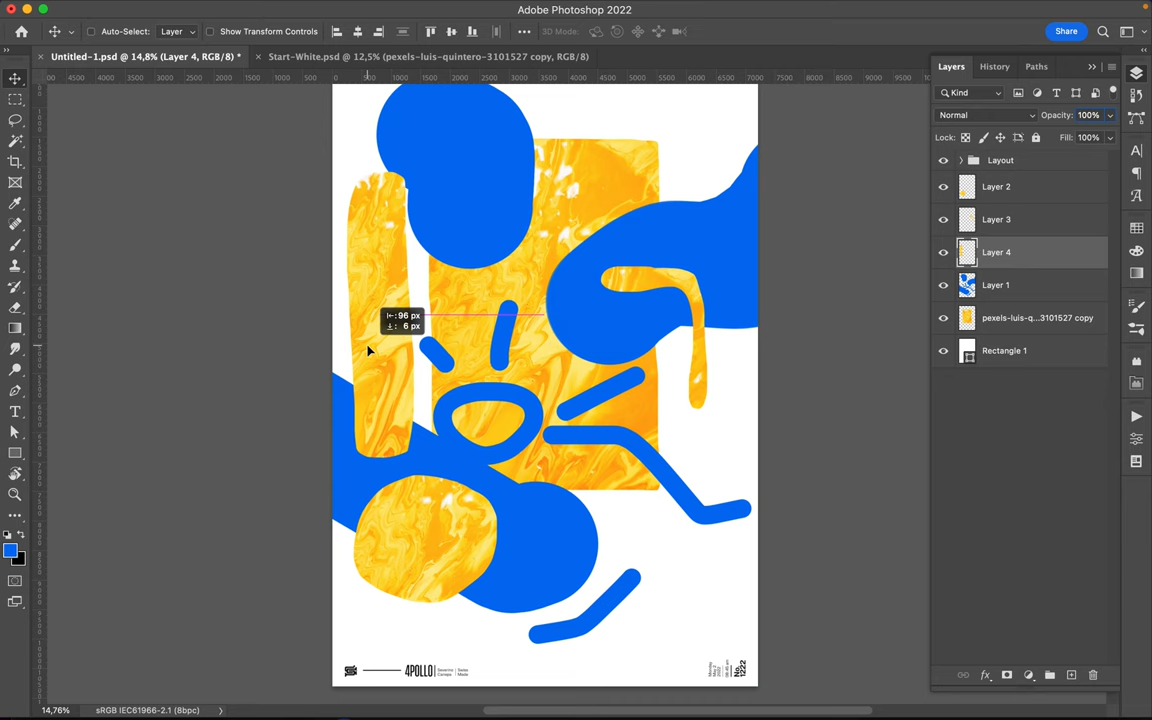 Adobe Photoshop 2022
Auto-Select: Layer Show Transform Controls 3D Mode: Share
Untitled-1.psd @ 14,8% (Layer 4, RGB/8) * Start-White.psd @ 12,5% (pexels-luis-quintero-3101527 copy, RGB/8)
Layers History Paths
Kind
Normal Opacity: 100%
Lock: Fill: 100%
Layout
Layer 2
Layer 3
Layer 4
Layer 1
pexels-luis-q...3101527 copy
Rectangle 1
96 px
6 px
4POLLO
No. 1222
14,76% sRGB IEC61966-2.1 (8bpc)